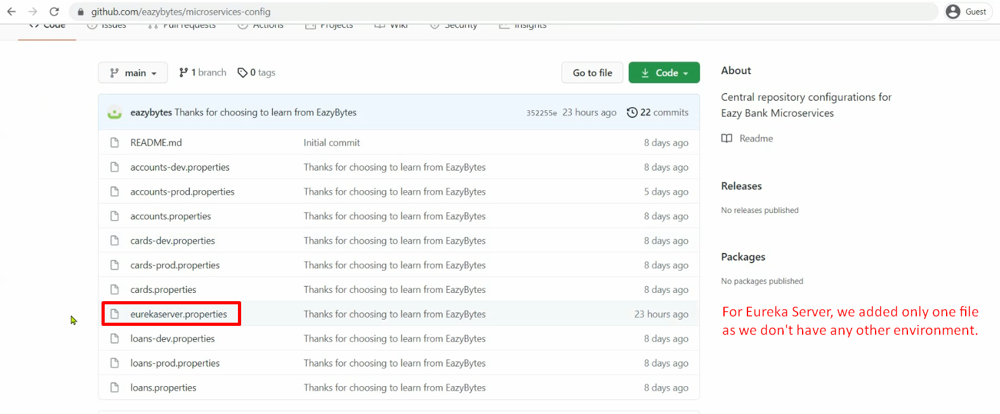 github.com/eazybytes/microservices-config
Guest
Code Issues Pull requests Actions Projects Wiki Security Insights
main 1 branch 0 tags Go to file Code
eazybytes Thanks for choosing to learn from EazyBytes 352255e 23 hours ago 22 commits
README.md Initial commit 8 days ago
accounts-dev.properties Thanks for choosing to learn from EazyBytes 8 days ago
accounts-prod.properties Thanks for choosing to learn from EazyBytes 5 days ago
accounts.properties Thanks for choosing to learn from EazyBytes 8 days ago
cards-dev.properties Thanks for choosing to learn from EazyBytes 8 days ago
cards-prod.properties Thanks for choosing to learn from EazyBytes 8 days ago
cards.properties Thanks for choosing to learn from EazyBytes 8 days ago
eurekaserver.properties Thanks for choosing to learn from EazyBytes 23 hours ago
loans-dev.properties Thanks for choosing to learn from EazyBytes 8 days ago
loans-prod.properties Thanks for choosing to learn from EazyBytes 8 days ago
loans.properties Thanks for choosing to learn from EazyBytes 8 days ago
About
Central repository configurations for
Eazy Bank Microservices
Readme
Releases
No releases published
Packages
No packages published
For Eureka Server, we added only one file
as we don't have any other environment.